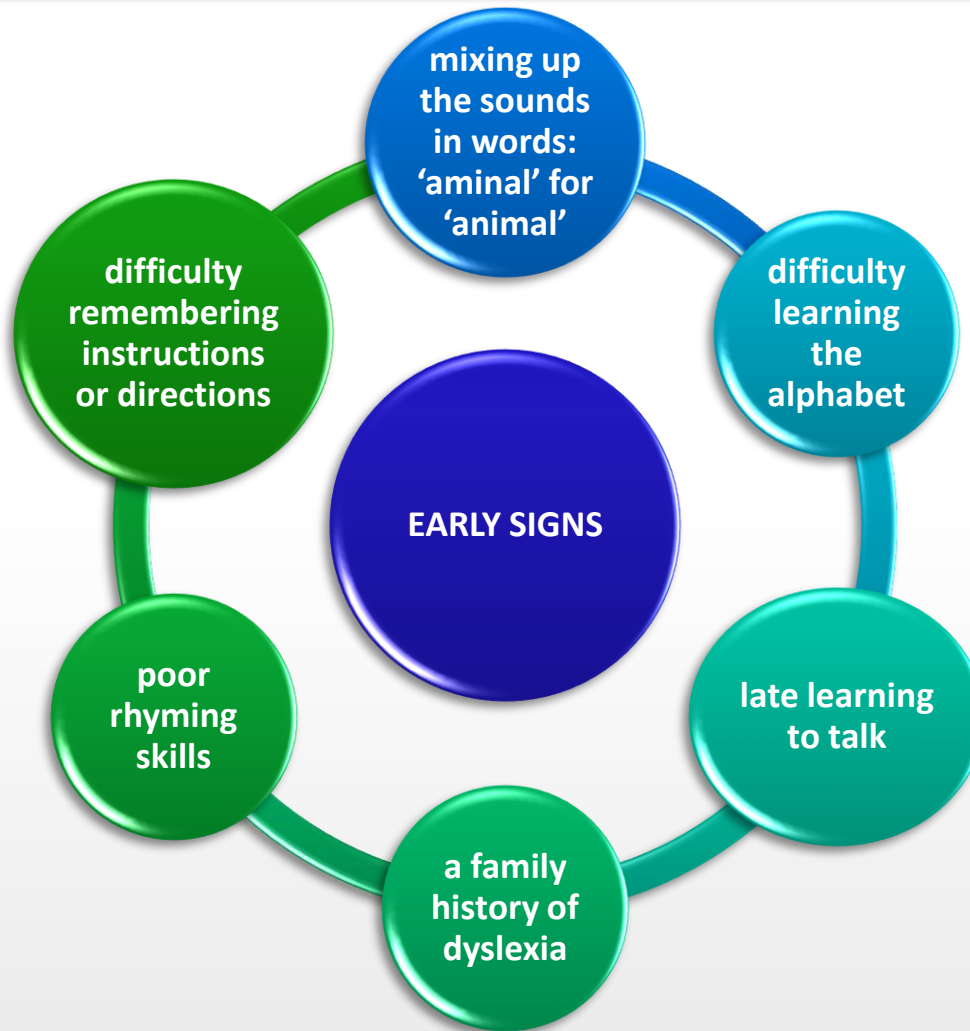 mixing up
the sounds
in words:
‘aminal’ for
‘animal’
difficulty
learning
the
alphabet
late learning
to talk
a family
history of
dyslexia
poor
rhyming
skills
difficulty
remembering
instructions
or directions
EARLY SIGNS